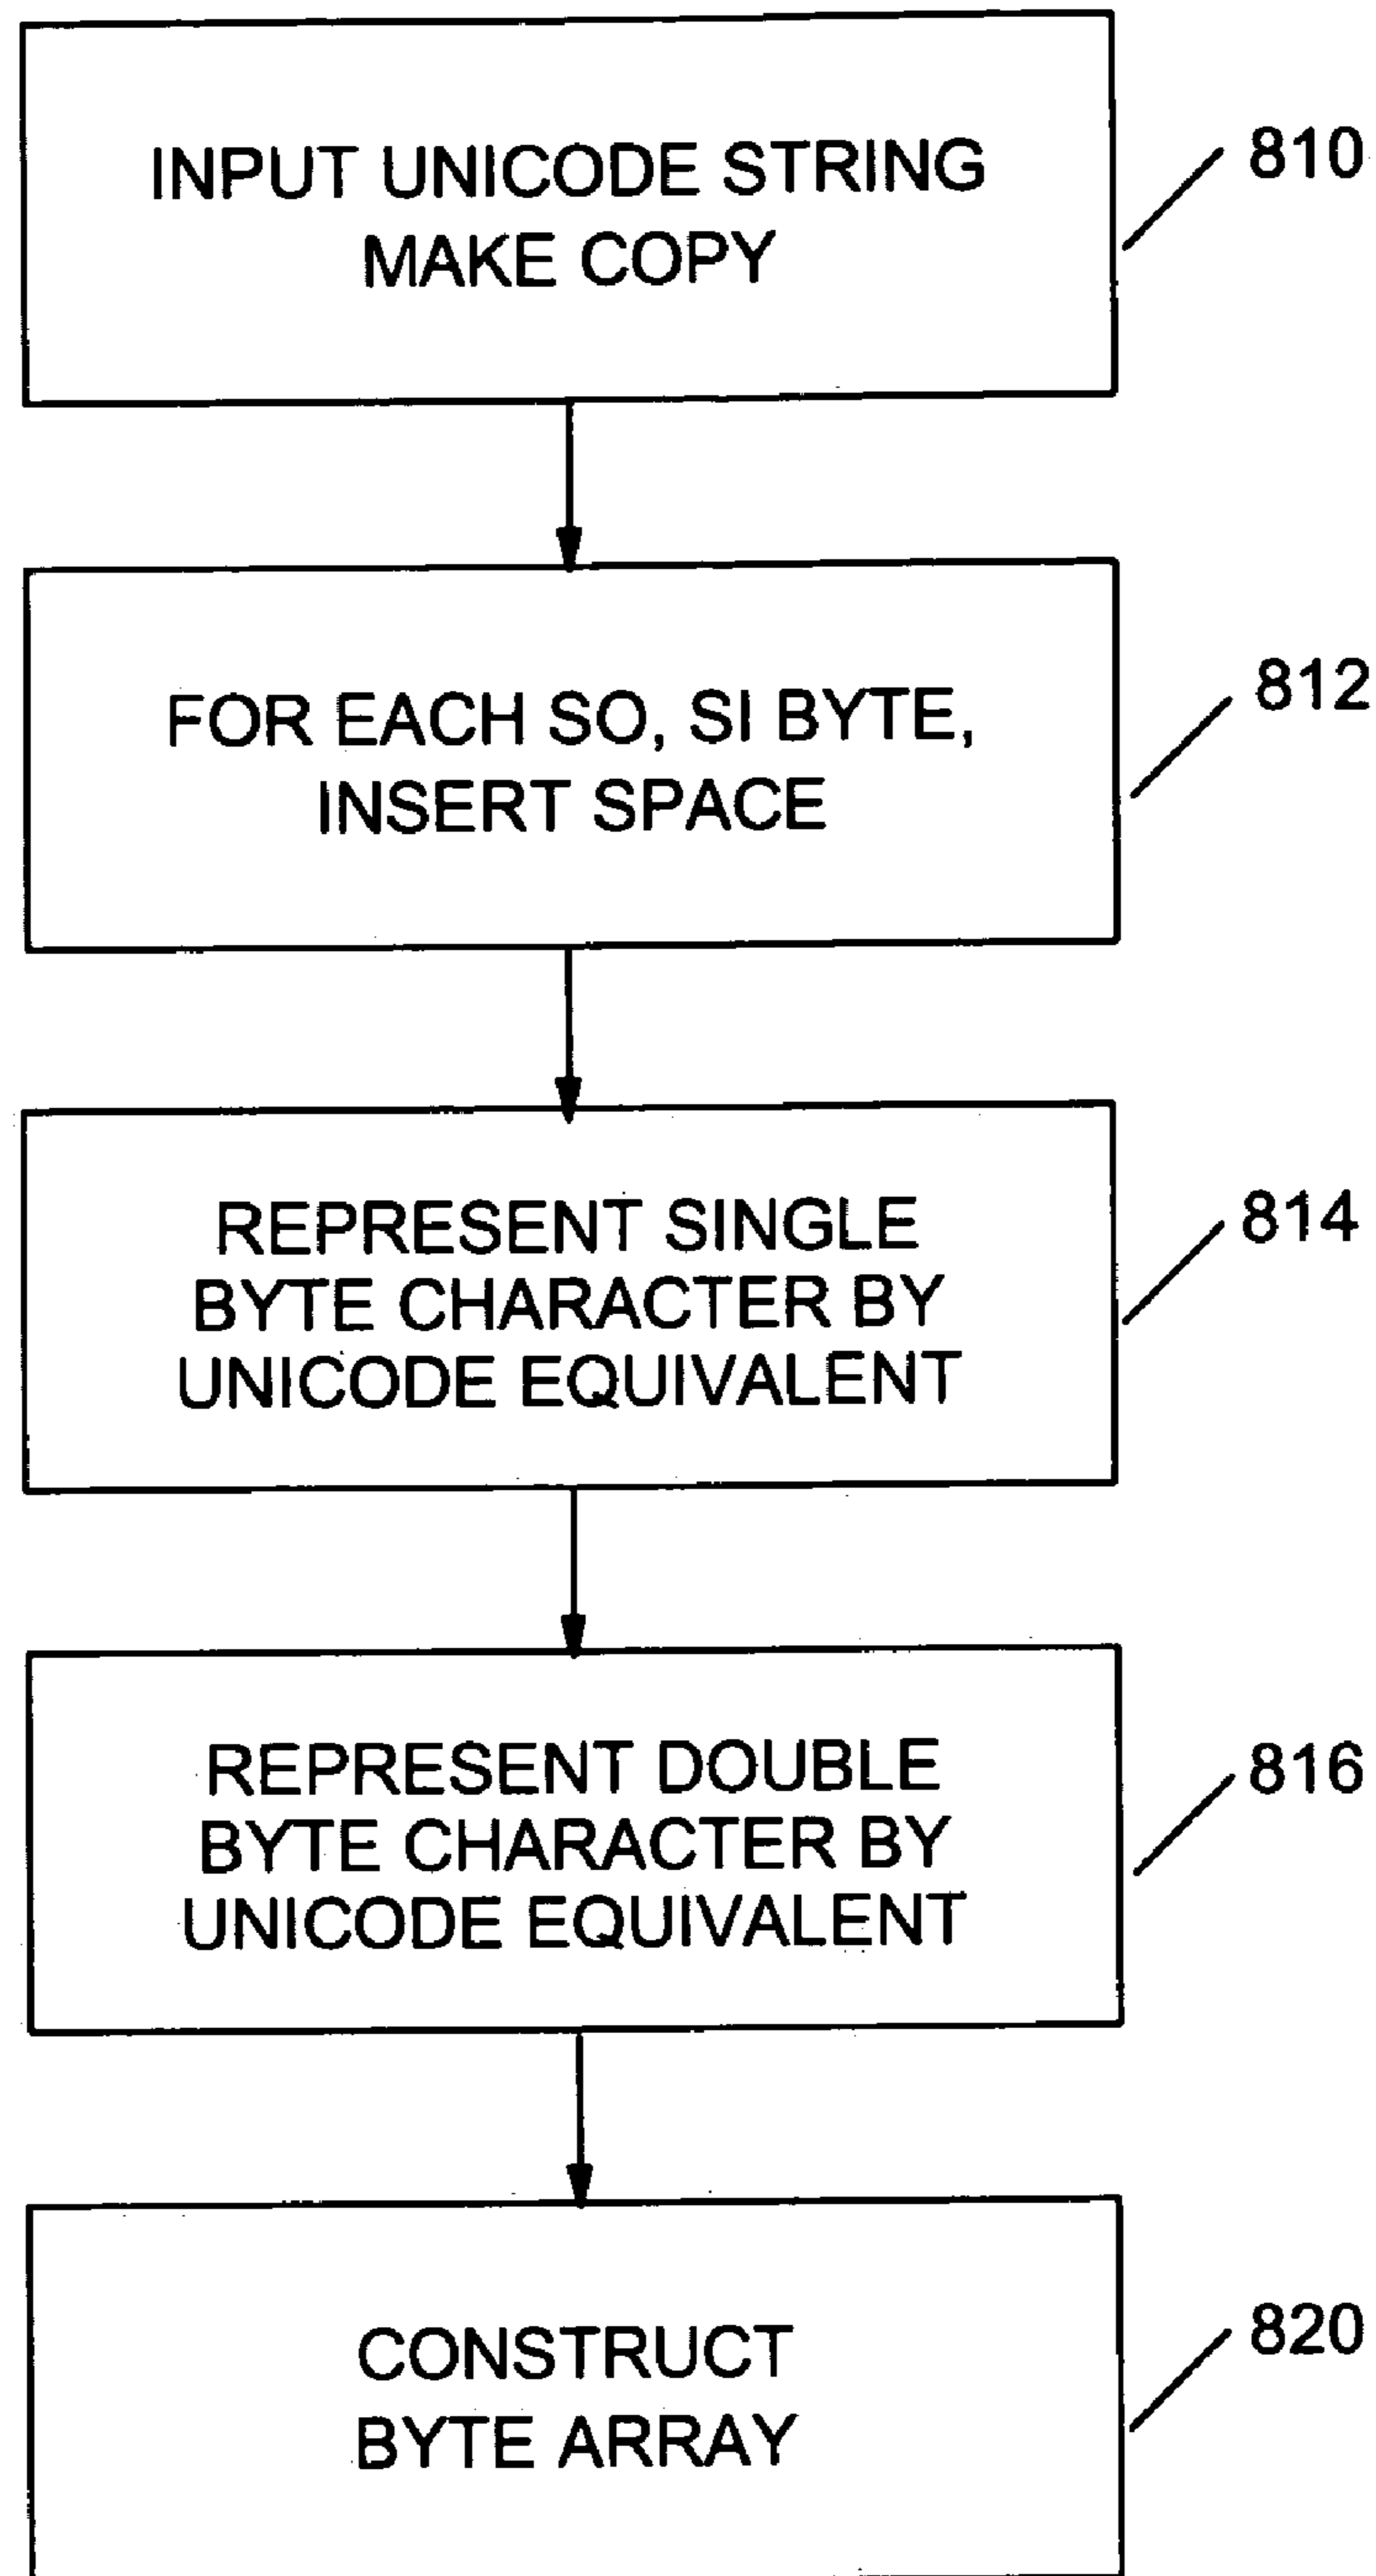 INPUT UNICODE STRING
MAKE COPY
810
FOR EACH SO, SI BYTE,
INSERT SPACE
812
REPRESENT SINGLE
BYTE CHARACTER BY
UNICODE EQUIVALENT
814
REPRESENT DOUBLE
BYTE CHARACTER BY
UNICODE EQUIVALENT
816
CONSTRUCT
BYTE ARRAY
820